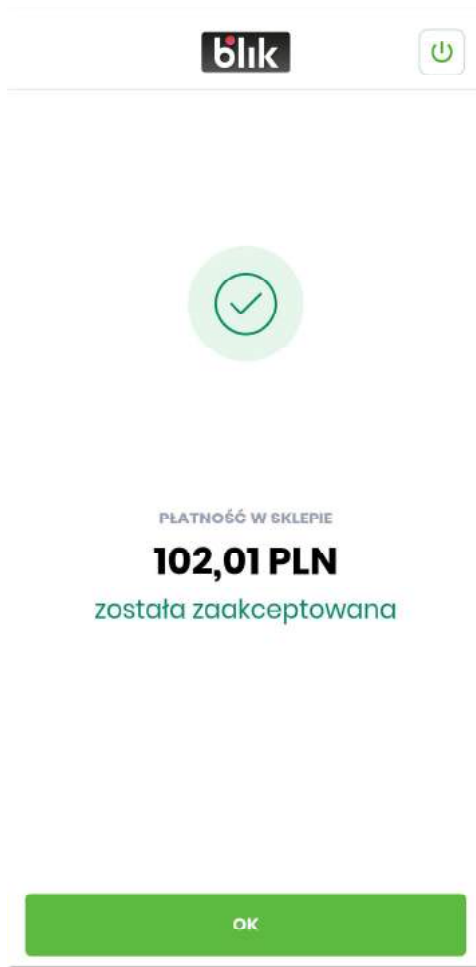 blik
PŁATNOŚĆ W SKLEPIE
102,01 PLN
została zaakceptowana
OK